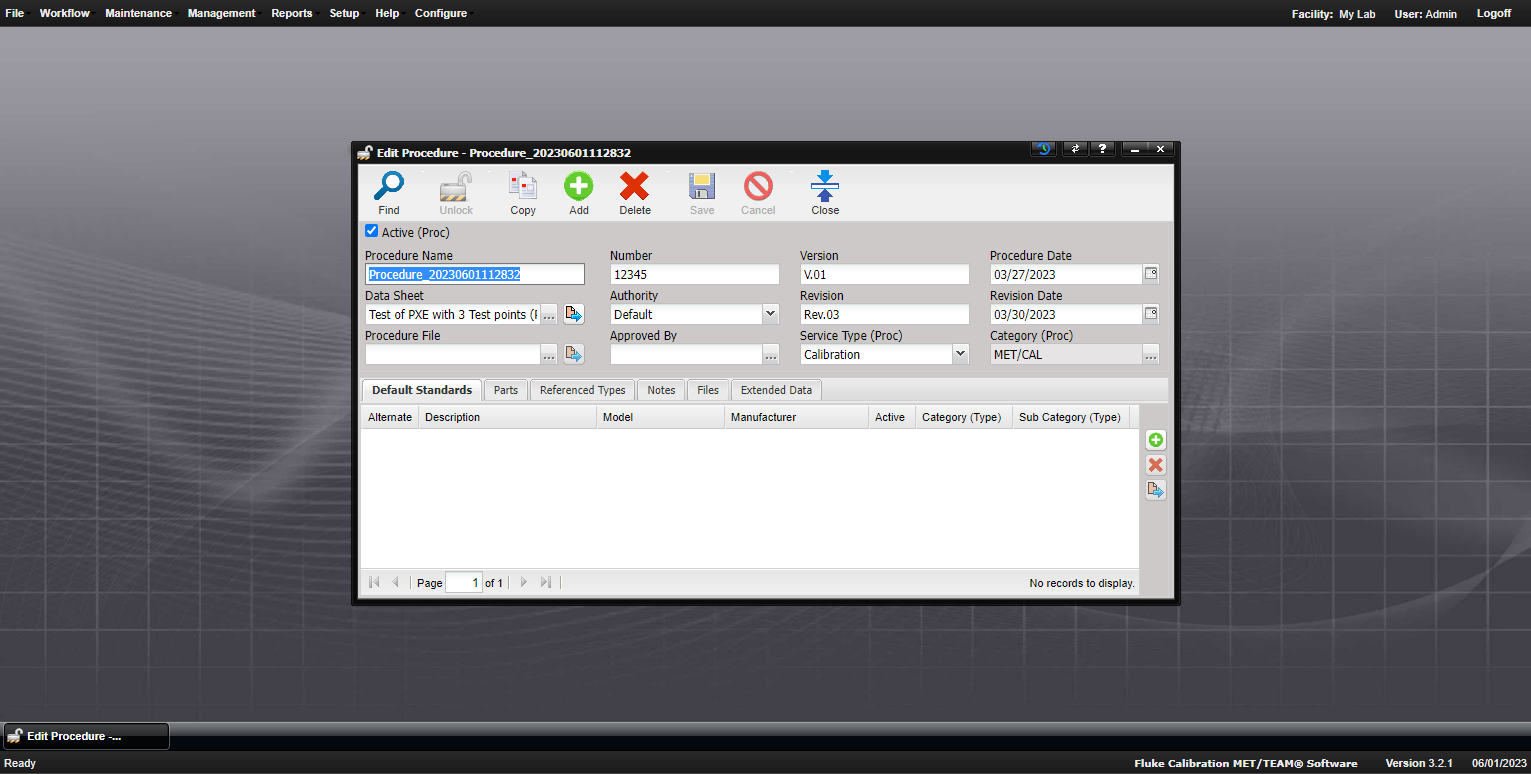 File Workflow Maintenance Management Reports Setup Help Configure Facility: My Lab User: Admin Logoff
Edit Procedure - Procedure_20230601112832 ?
Find Unlock Copy Add Delete Save Cancel Close
Active (Proc)
Procedure Name Number Version Procedure Date
Procedure_20230601112832 12345 V.01 03/27/2023
Data Sheet Authority Revision Revision Date
Test of PXE with 3 Test points (F ... Default Rev.03 03/30/2023
Procedure File Approved By Service Type (Proc) Category (Proc)
... ... Calibration MET/CAL ...
Default Standards Parts Referenced Types Notes Files Extended Data
Alternate Description Model Manufacturer Active Category (Type) Sub Category (Type)
Page 1 of 1 No records to display.
Edit Procedure -...
Ready Fluke Calibration MET/TEAM® Software Version 3.2.1 06/01/2023